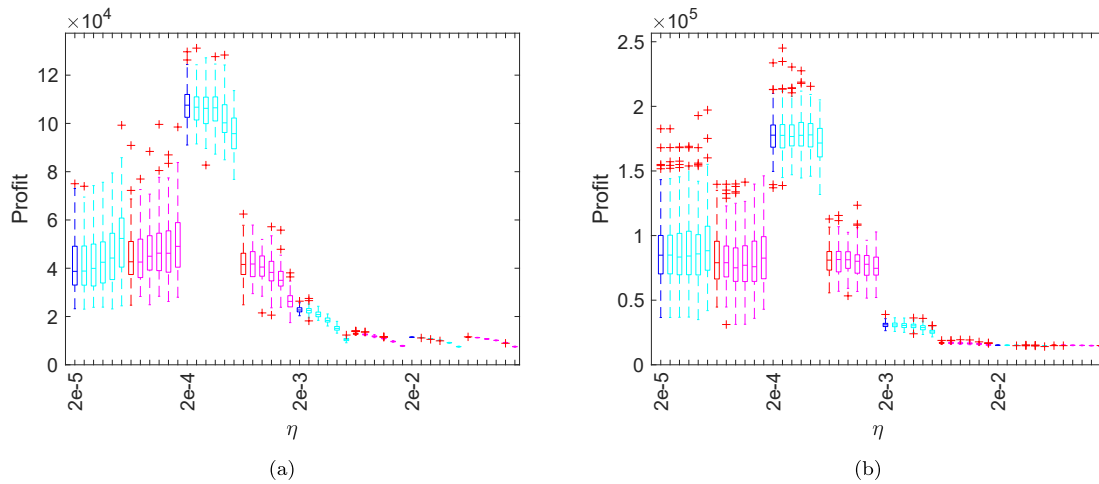 ×10⁴
12
10
8
6
4
2
0
Profit
2e-5
2e-4
2e-3
2e-2
η
(a)
×10⁵
2.5
2
1.5
1
0.5
0
Profit
2e-5
2e-4
2e-3
2e-2
η
(b)